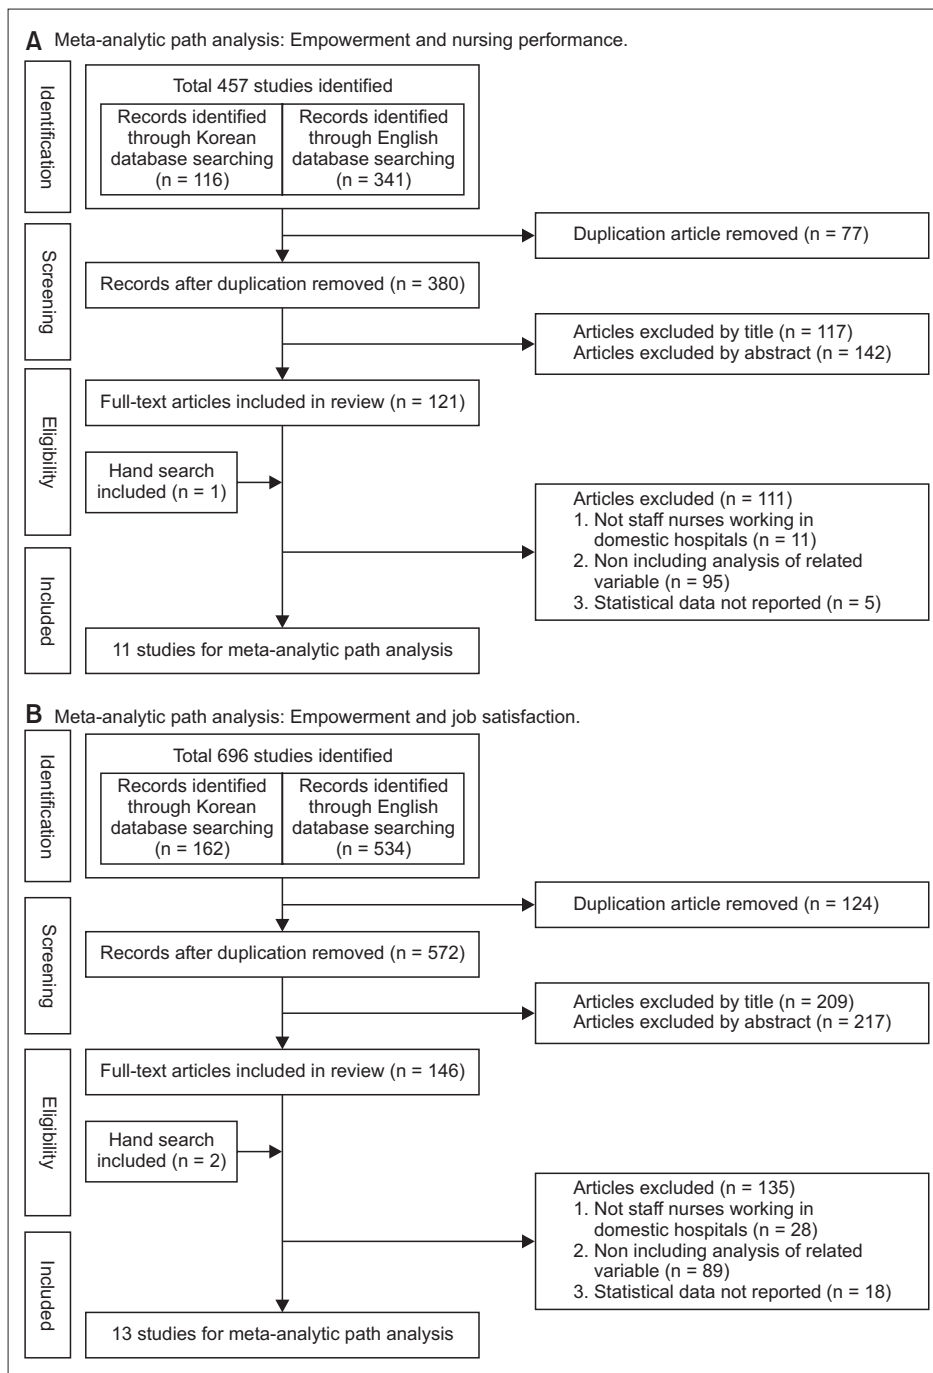 A Meta-analytic path analysis: Empowerment and nursing performance.
Identification
Total 457 studies identified
Records identified
through Korean
database searching
(n = 116)
Records identified
through English
database searching
(n = 341)
Screening
Duplication article removed (n = 77)
Records after duplication removed (n = 380)
Articles excluded by title (n = 117)
Articles excluded by abstract (n = 142)
Eligibility
Full-text articles included in review (n = 121)
Hand search
included (n = 1)
Articles excluded (n = 111)
1. Not staff nurses working in
domestic hospitals (n = 11)
2. Non including analysis of related
variable (n = 95)
3. Statistical data not reported (n = 5)
Included
11 studies for meta-analytic path analysis
B Meta-analytic path analysis: Empowerment and job satisfaction.
Identification
Total 696 studies identified
Records identified
through Korean
database searching
(n = 162)
Records identified
through English
database searching
(n = 534)
Screening
Duplication article removed (n = 124)
Records after duplication removed (n = 572)
Articles excluded by title (n = 209)
Articles excluded by abstract (n = 217)
Eligibility
Full-text articles included in review (n = 146)
Hand search
included (n = 2)
Articles excluded (n = 135)
1. Not staff nurses working in
domestic hospitals (n = 28)
2. Non including analysis of related
variable (n = 89)
3. Statistical data not reported (n = 18)
Included
13 studies for meta-analytic path analysis